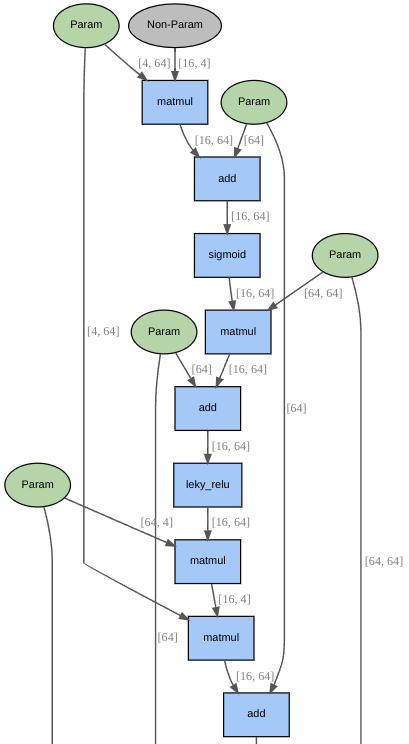 Param
Non-Param
[4, 64]
[16, 4]
matmul
Param
[16, 64]
[64]
add
[16, 64]
sigmoid
Param
[16, 64]
[64, 64]
[4, 64]
Param
matmul
[64]
[16, 64]
add
[64]
[16, 64]
Param
leky_relu
[64, 4]
[16, 64]
matmul
[64, 64]
[16, 4]
matmul
[64]
[16, 64]
add